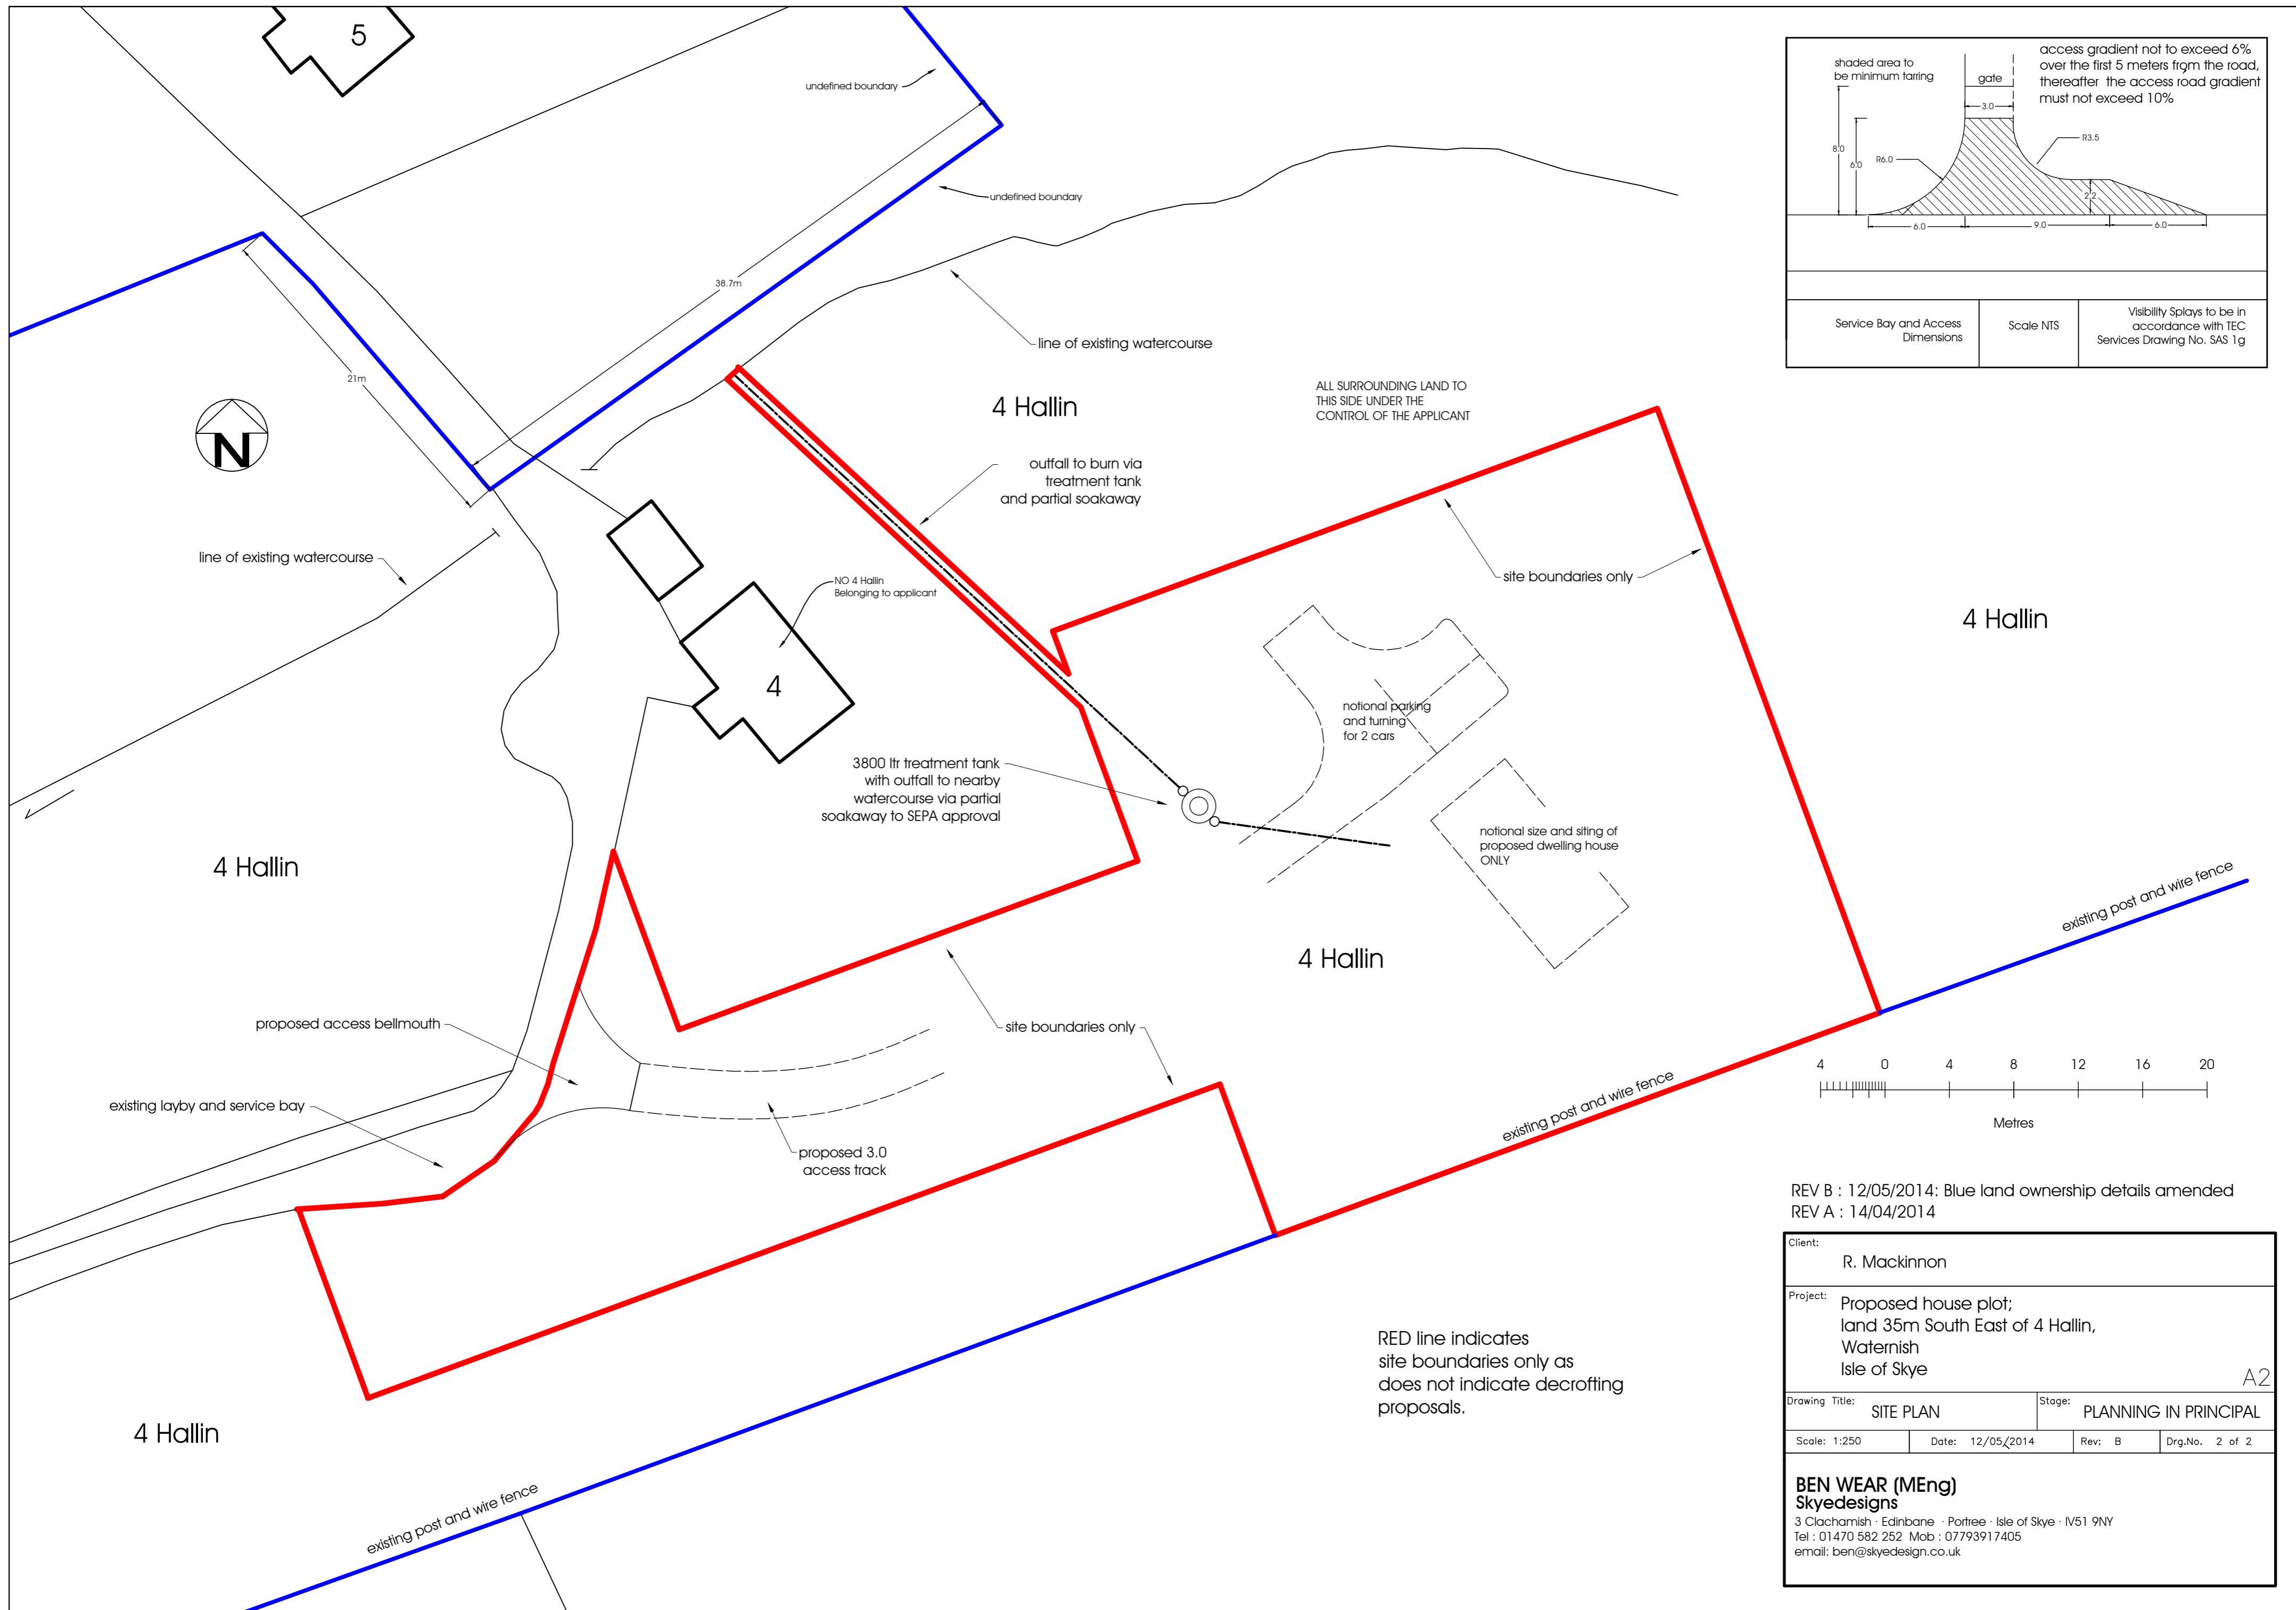 5
undefined boundary
undefined boundary
38.7m
21m
N
line of existing watercourse
line of existing watercourse
4 Hallin
ALL SURROUNDING LAND TO
THIS SIDE UNDER THE
CONTROL OF THE APPLICANT
outfall to burn via
treatment tank
and partial soakaway
site boundaries only
NO 4 Hallin
Belonging to applicant
4
4 Hallin
notional parking
and turning
for 2 cars
3800 ltr treatment tank
with outfall to nearby
watercourse via partial
soakaway to SEPA approval
notional size and siting of
proposed dwelling house
ONLY
4 Hallin
existing post and wire fence
4 Hallin
proposed access bellmouth
site boundaries only
existing layby and service bay
proposed 3.0
access track
existing post and wire fence
4 Hallin
existing post and wire fence
RED line indicates
site boundaries only as
does not indicate decrofting
proposals.
shaded area to
be minimum tarring
gate
access gradient not to exceed 6%
over the first 5 meters from the road,
thereafter the access road gradient
must not exceed 10%
3.0
8.0
6.0
R6.0
R3.5
2.2
6.0
9.0
6.0
Service Bay and Access
Dimensions
Scale NTS
Visibility Splays to be in
accordance with TEC
Services Drawing No. SAS 1g
4 0 4 8 12 16 20
Metres
REV B : 12/05/2014: Blue land ownership details amended
REV A : 14/04/2014
Client:
R. Mackinnon
Project:
Proposed house plot;
land 35m South East of 4 Hallin,
Waternish
Isle of Skye
A2
Drawing Title: SITE PLAN
Stage: PLANNING IN PRINCIPAL
Scale: 1:250
Date: 12/05/2014
Rev: B
Drg.No. 2 of 2
BEN WEAR (MEng)
Skyedesigns
3 Clachamish · Edinbane · Portree · Isle of Skye · IV51 9NY
Tel : 01470 582 252 Mob : 07793917405
email: ben@skyedesign.co.uk